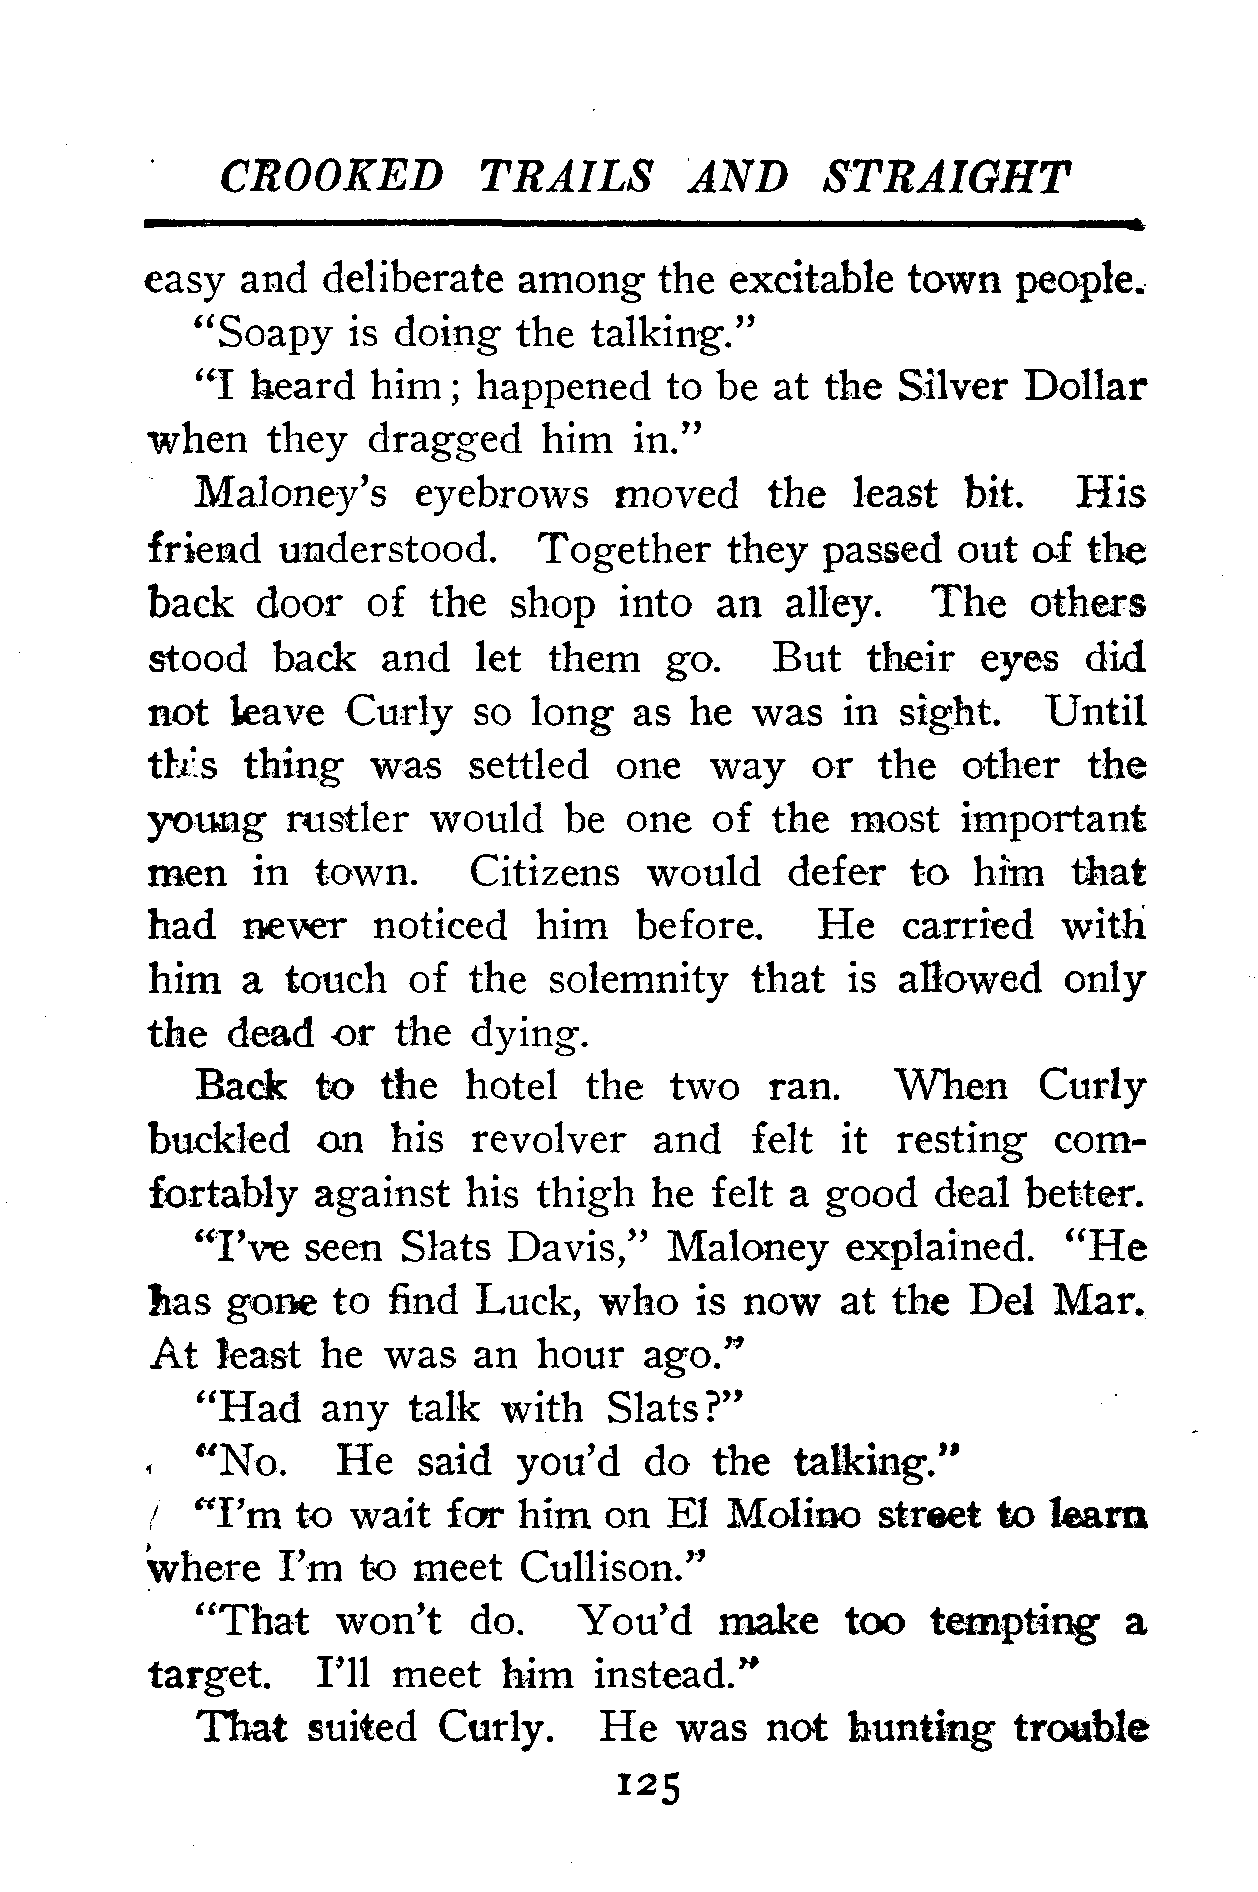 CROOKED TRAILS AND STRAIGHT
easy and deliberate among the excitable town people.
"Soapy is doing the talking."
"I heard him; happened to be at the Silver Dollar
when they dragged him in."
Maloney's eyebrows moved the least bit. His
friend understood. Together they passed out of the
back door of the shop into an alley. The others
stood back and let them go. But their eyes did
not leave Curly so long as he was in sight. Until
this thing was settled one way or the other the
young rustler would be one of the most important
men in town. Citizens would defer to him that
had never noticed him before. He carried with
him a touch of the solemnity that is allowed only
the dead or the dying.
Back to the hotel the two ran. When Curly
buckled on his revolver and felt it resting com-
fortably against his thigh he felt a good deal better.
"I've seen Slats Davis," Maloney explained. "He
has gone to find Luck, who is now at the Del Mar.
At least he was an hour ago."
"Had any talk with Slats?"
"No. He said you'd do the talking."
"I'm to wait for him on El Molino street to learn
where I'm to meet Cullison."
"That won't do. You'd make too tempting a
target. I'll meet him instead."
That suited Curly. He was not hunting trouble
125